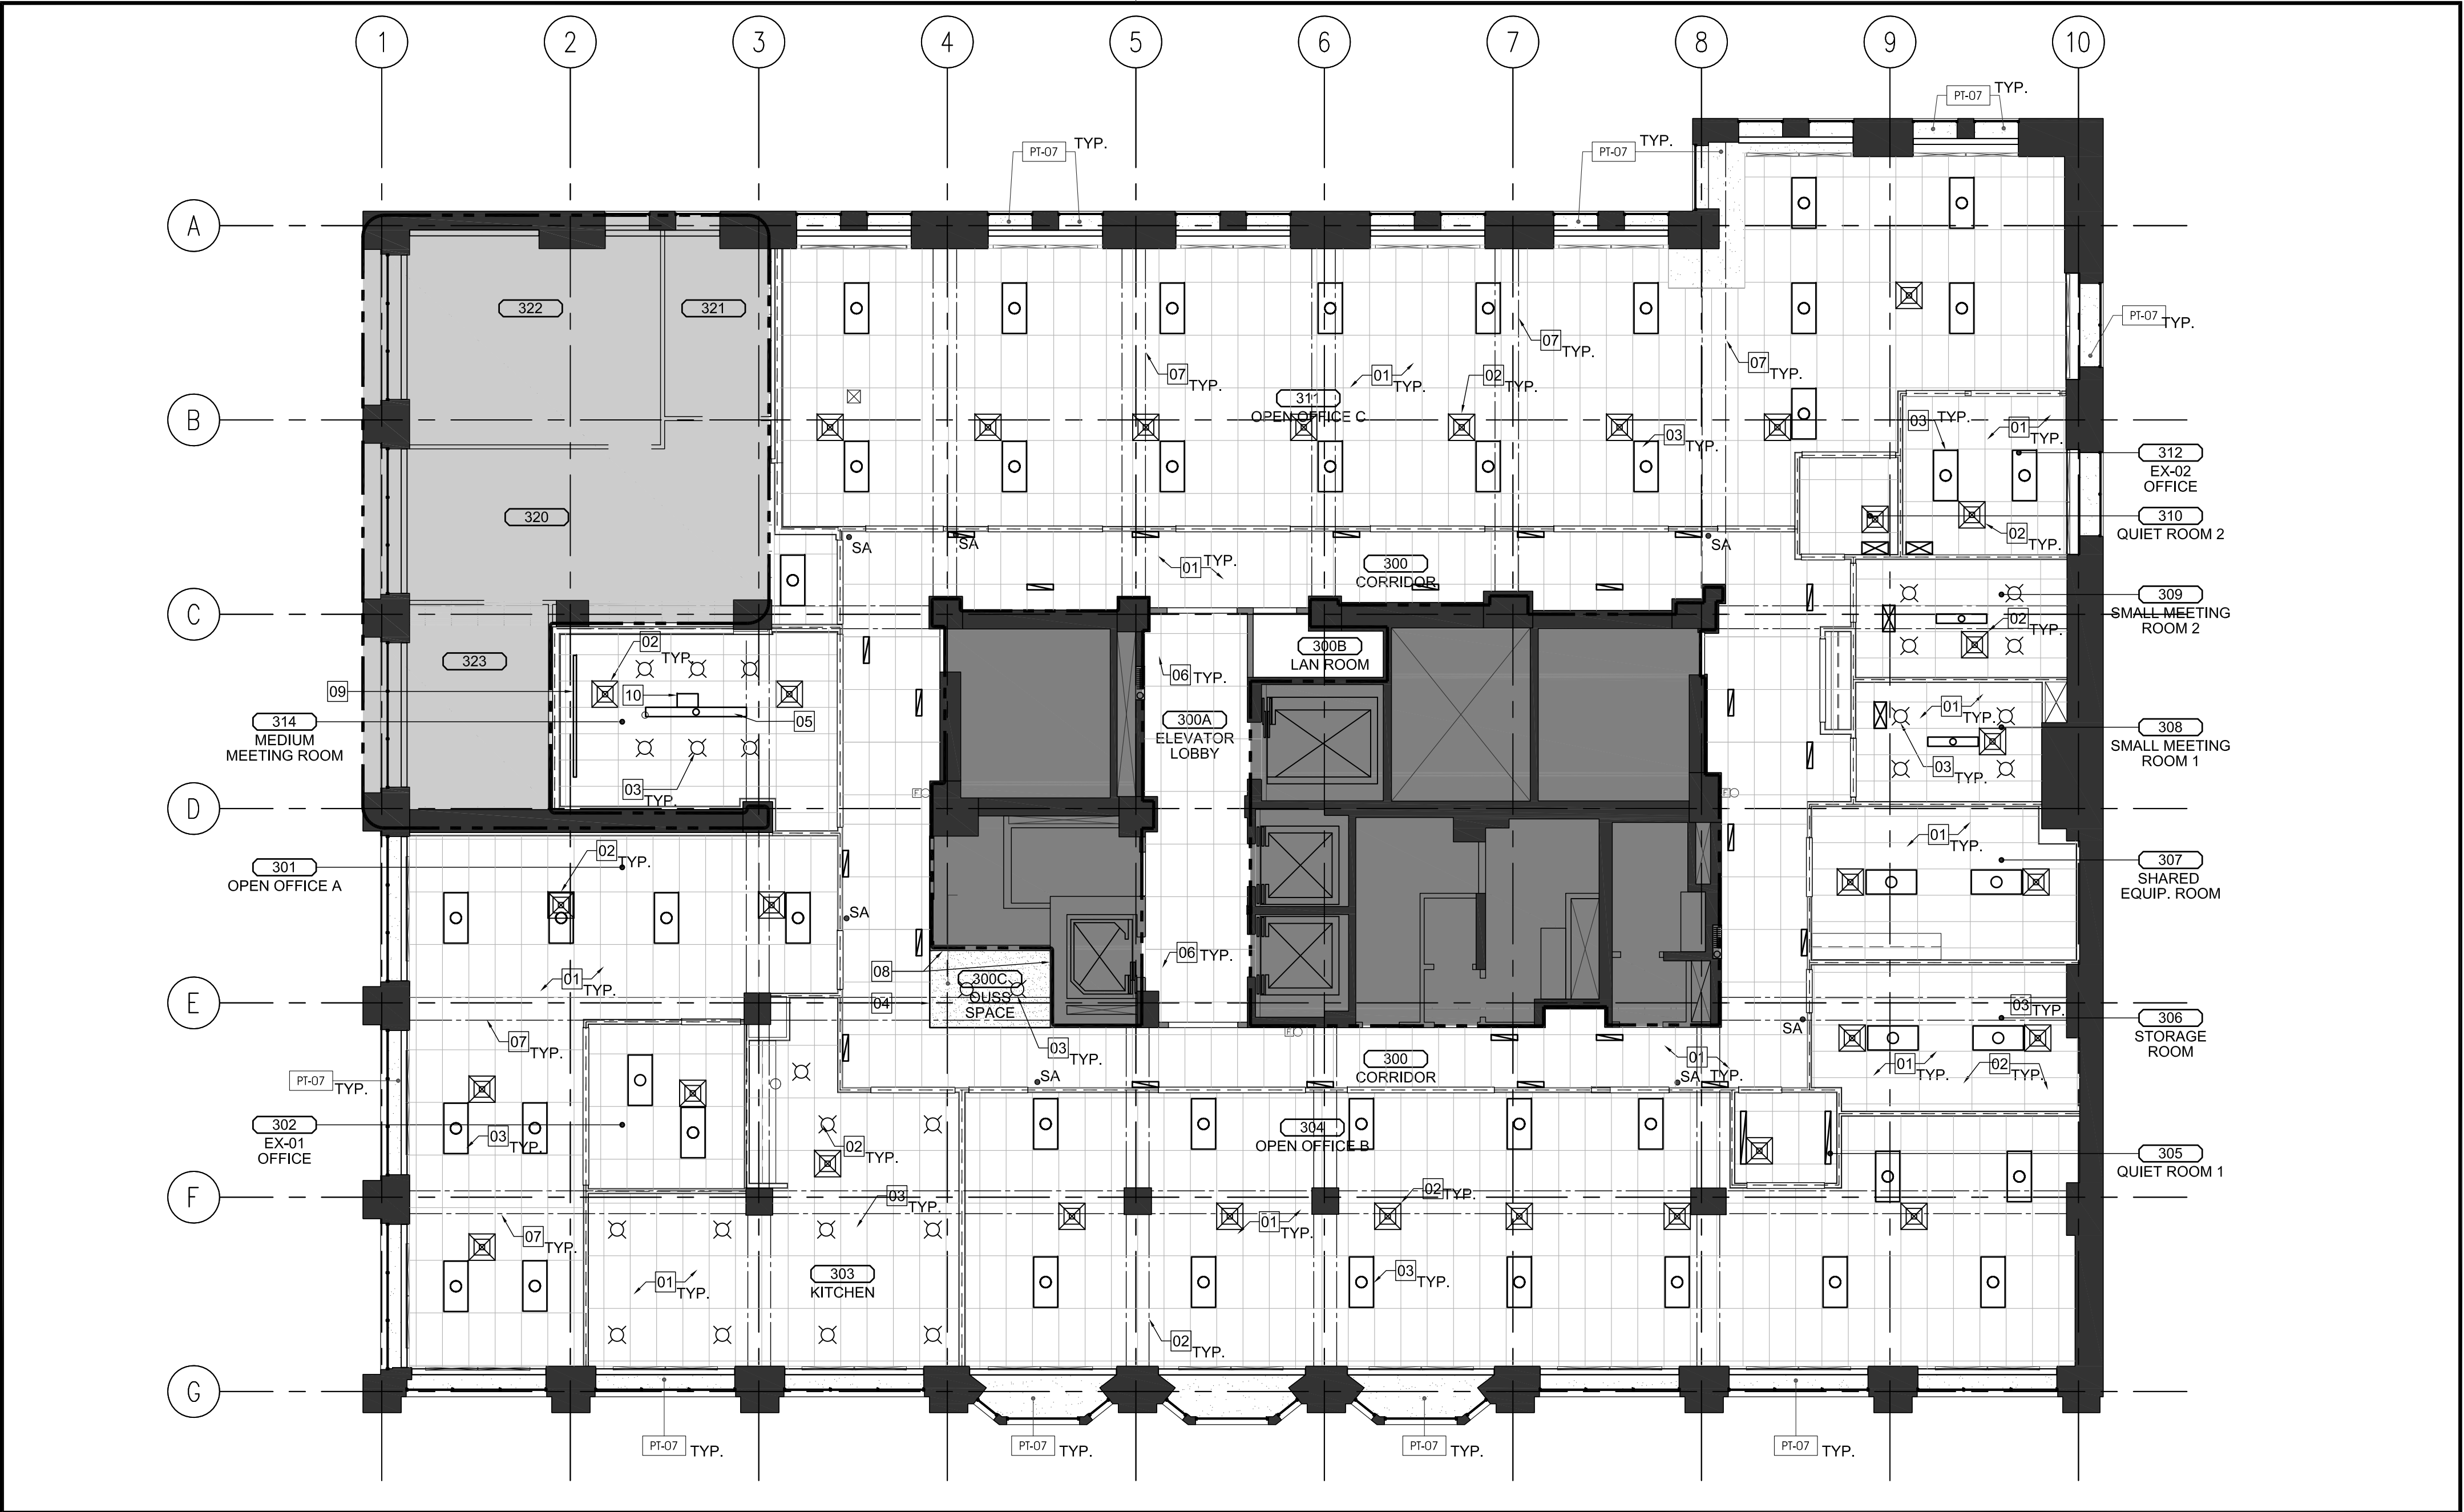 1 2 3 4 5 6 7 8 9 10
PT-07 TYP.
PT-07 TYP.
PT-07 TYP.
A
322
321
PT-07 TYP.
07 TYP.
07 TYP.
07 TYP.
01 TYP.
02 TYP.
311
OPEN OFFICE C
B
03 TYP.
03 TYP.
01 TYP.
312
EX-02
OFFICE
320
310
QUIET ROOM 2
02 TYP.
SA
SA
SA
01 TYP.
300
CORRIDOR
C
309
SMALL MEETING
ROOM 2
02 TYP.
02
TYP.
323
300B
LAN ROOM
06 TYP.
09
10
05
314
MEDIUM
MEETING ROOM
300A
ELEVATOR
LOBBY
01 TYP.
308
SMALL MEETING
ROOM 1
03 TYP.
03
TYP.
F
F
D
01 TYP.
02 TYP.
301
OPEN OFFICE A
307
SHARED
EQUIP. ROOM
SA
06 TYP.
08
01 TYP.
300C
OUSS
SPACE
04
E
03 TYP.
306
STORAGE
ROOM
SA
F
07 TYP.
03 TYP.
300
CORRIDOR
01 TYP.
01 TYP.
02 TYP.
SA
SA
PT-07 TYP.
302
EX-01
OFFICE
03 TYP.
02 TYP.
304
OPEN OFFICE B
305
QUIET ROOM 1
F
03 TYP.
02 TYP.
01 TYP.
07 TYP.
01 TYP.
303
KITCHEN
03 TYP.
02 TYP.
G
PT-07 TYP.
PT-07 TYP.
PT-07 TYP.
PT-07 TYP.